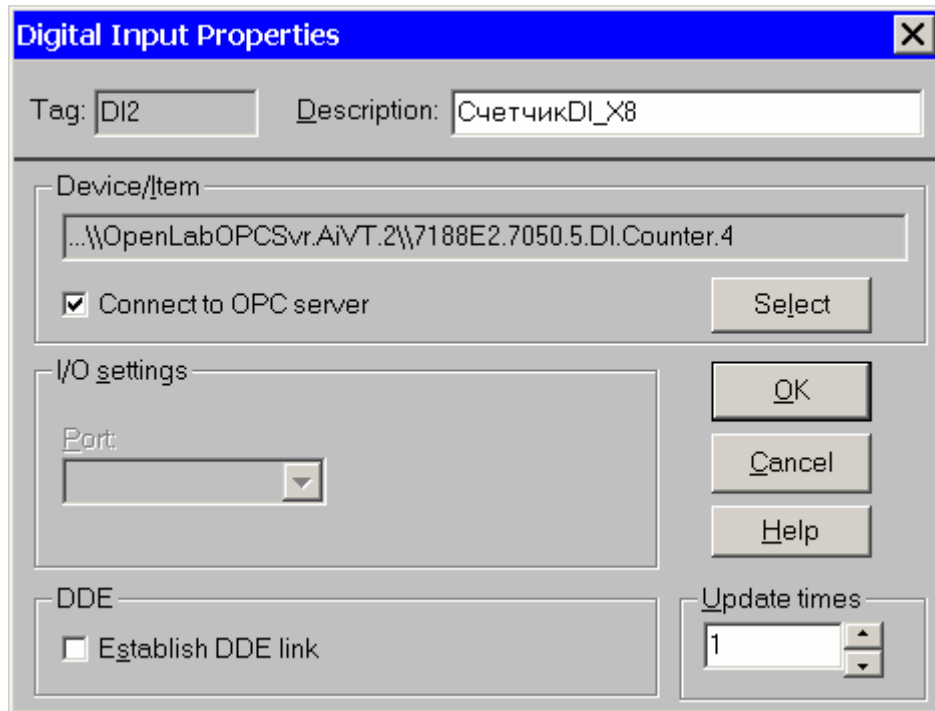 Digital Input Properties
Tag: DI2 Description: СчетчикDI_X8
Device/Item
...\\OpenLabOPCSvr.AiVT.2\\7188E2.7050.5.DI.Counter.4
Connect to OPC server Select
I/O settings
OK
Port:
Cancel
Help
DDE Update times
Establish DDE link 1